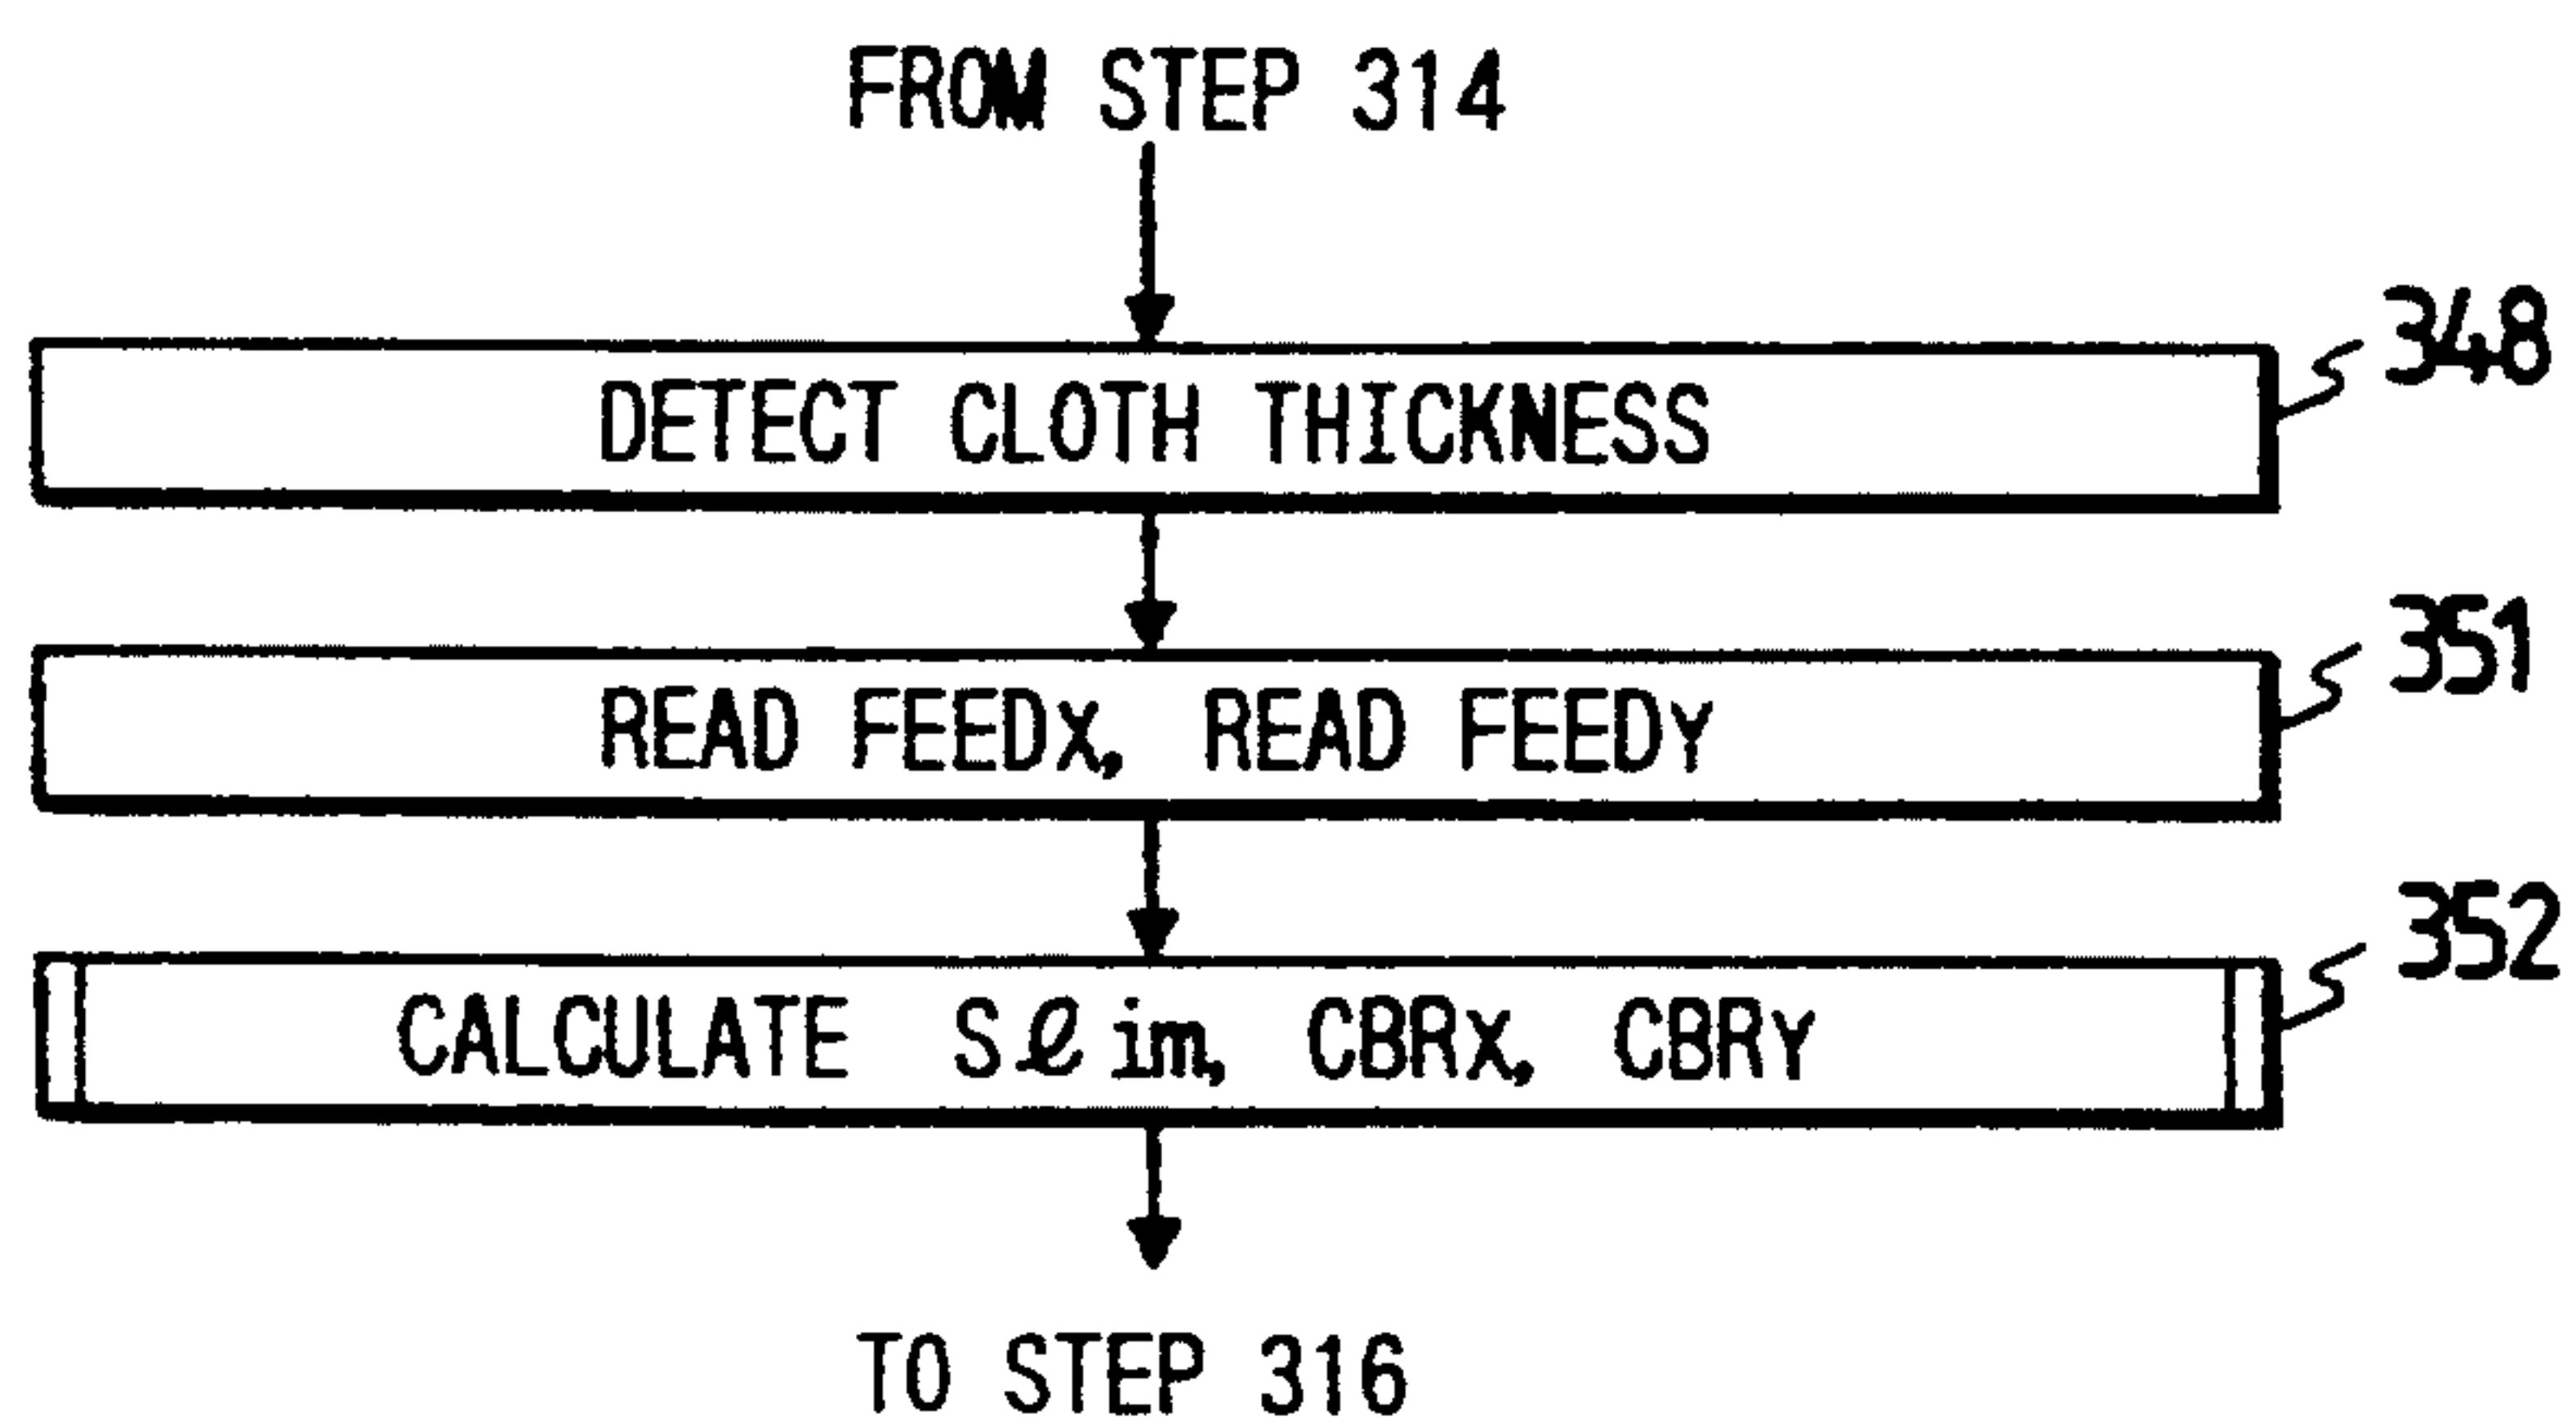 FROM STEP 314
348
DETECT CLOTH THICKNESS
351
READ FEEDX, READ FEEDY
352
CALCULATE Sℓim, CBRX, CBRY
TO STEP 316